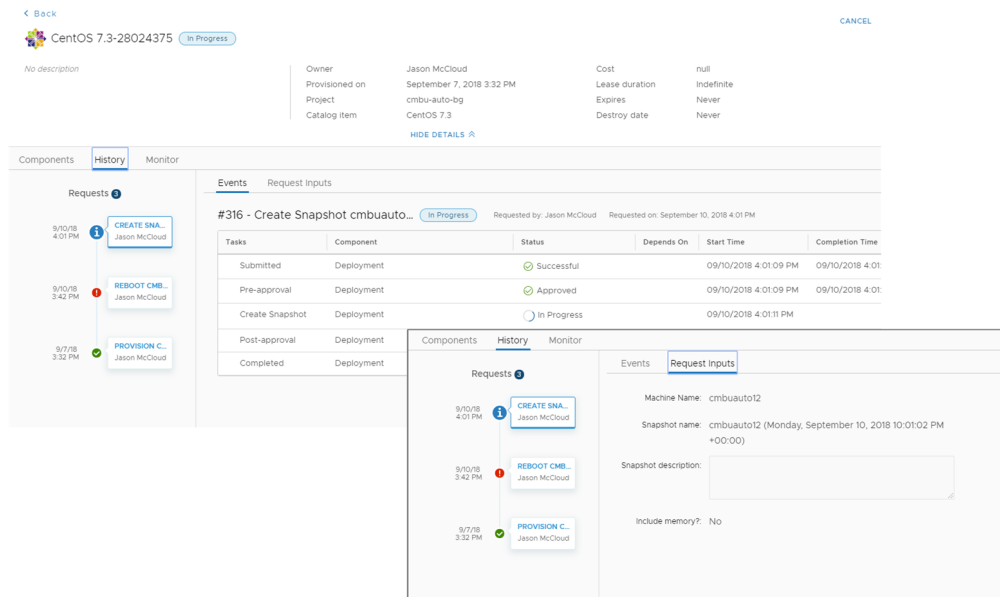 Back
CANCEL
CentOS 7.3-28024375 In Progress
No description
Owner Jason McCloud Cost null
Provisioned on September 7, 2018 3:32 PM Lease duration Indefinite
Project cmbu-auto-bg Expires Never
Catalog item CentOS 7.3 Destroy date Never
HIDE DETAILS
Components History Monitor
Requests 3
9/10/18
4:01 PM
CREATE SNA...
Jason McCloud
9/10/18
3:42 PM
REBOOT CMB...
Jason McCloud
9/7/18
3:32 PM
PROVISION C...
Jason McCloud
Events Request Inputs
#316 - Create Snapshot cmbuauto... In Progress Requested by: Jason McCloud Requested on: September 10, 2018 4:01 PM
Tasks Component Status Depends On Start Time Completion Time
Submitted Deployment Successful 09/10/2018 4:01:09 PM 09/10/2018 4:01:
Pre-approval Deployment Approved 09/10/2018 4:01:09 PM 09/10/2018 4:01:
Create Snapshot Deployment In Progress 09/10/2018 4:01:11 PM
Post-approval Deployment
Completed Deployment
Components History Monitor
Requests 3
9/10/18
4:01 PM
CREATE SNA...
Jason McCloud
9/10/18
3:42 PM
REBOOT CMB...
Jason McCloud
9/7/18
3:32 PM
PROVISION C...
Jason McCloud
Events Request Inputs
Machine Name: cmbuauto12
Snapshot name: cmbuauto12 (Monday, September 10, 2018 10:01:02 PM
+00:00)
Snapshot description:
Include memory?: No